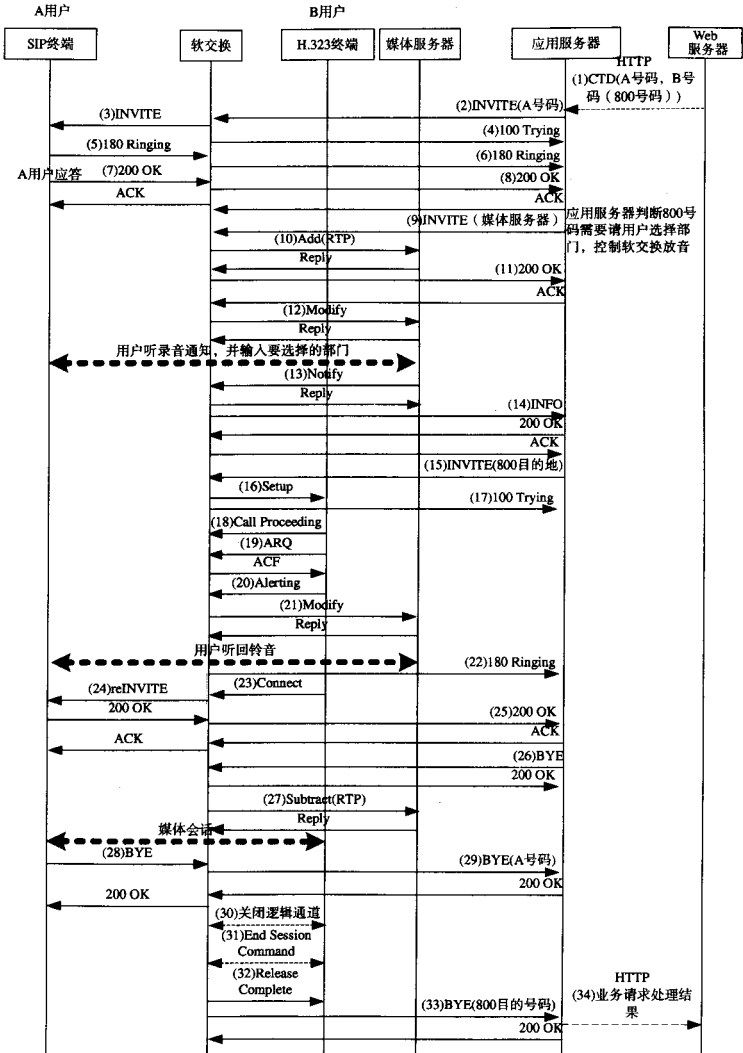 A用户
B用户
SIP终端
软交换
H.323终端
媒体服务器
应用服务器
Web
服务器
HTTP
(1)CTD(A号码，B号
码（800号码）)
(2)INVITE(A号码)
(3)INVITE
(4)100 Trying
(5)180 Ringing
(6)180 Ringing
A用户应答
(7)200 OK
(8)200 OK
ACK
ACK
(9)INVITE（媒体服务器）
应用服务器判断800号
码需要请用户选择部
门，控制软交换放音
(10)Add(RTP)
Reply
(11)200 OK
ACK
(12)Modify
Reply
用户听录音通知，并输入要选择的部门
(13)Notify
Reply
(14)INFO
200 OK
ACK
(15)INVITE(800目的地)
(16)Setup
(17)100 Trying
(18)Call Proceeding
(19)ARQ
ACF
(20)Alerting
(21)Modify
Reply
用户听回铃音
(22)180 Ringing
(23)Connect
(24)reINVITE
200 OK
(25)200 OK
ACK
ACK
(26)BYE
200 OK
(27)Subtract(RTP)
Reply
媒体会话
(28)BYE
(29)BYE(A号码)
200 OK
200 OK
(30)关闭逻辑通道
(31)End Session
Command
(32)Release
Complete
(33)BYE(800目的号码)
200 OK
HTTP
(34)业务请求处理结
果